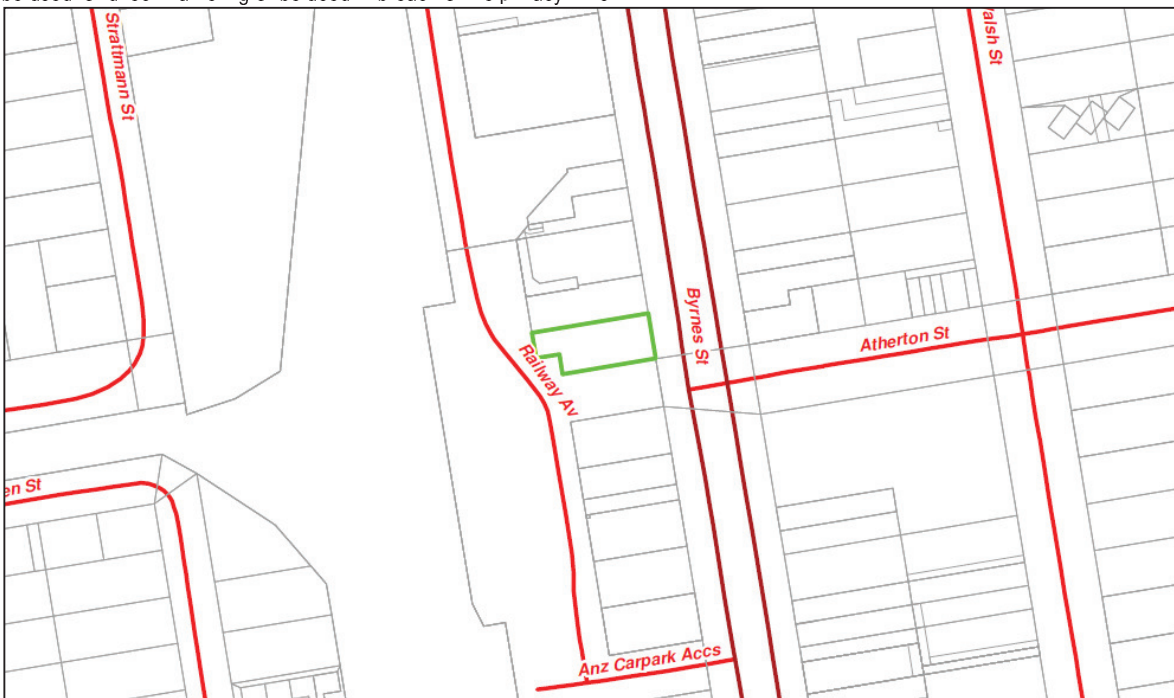 Strattmann St
Walsh St
Byrnes St
Atherton St
Railway Av
en St
Anz Carpark Accs